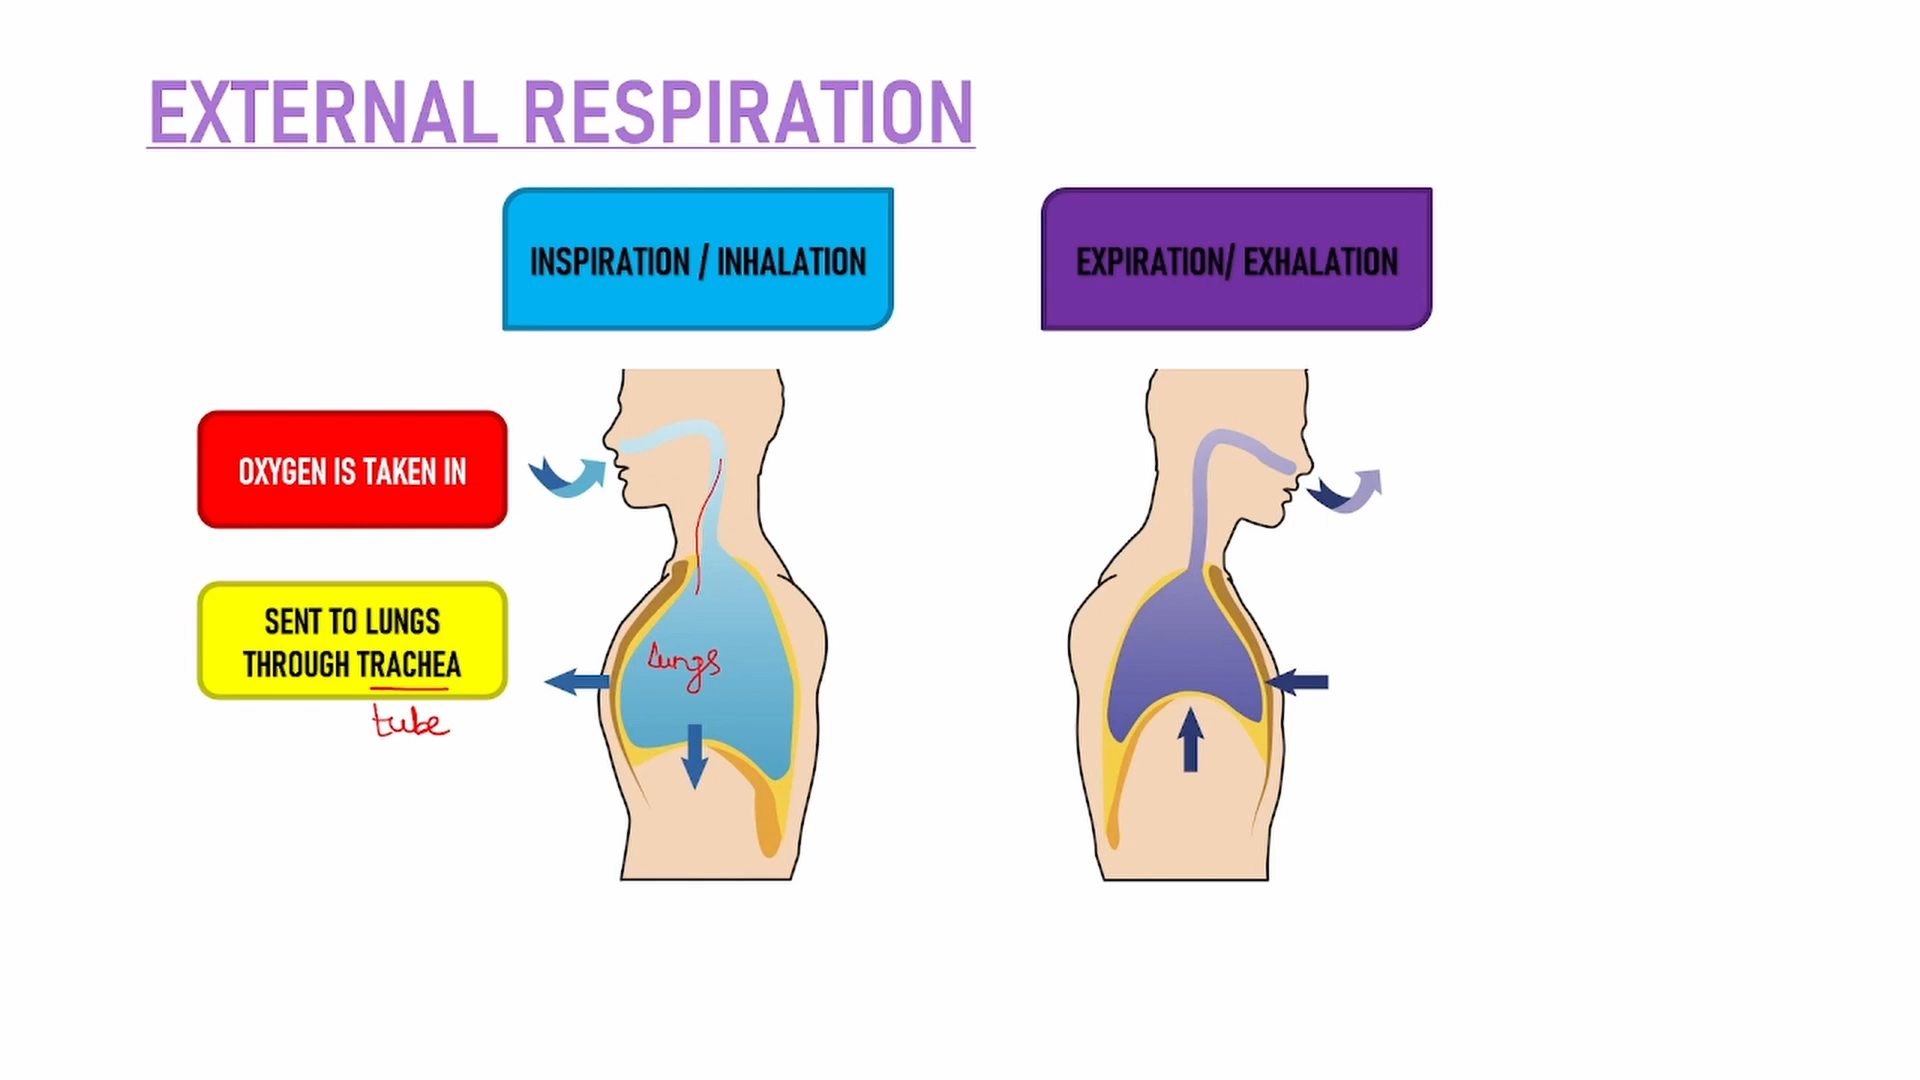 EXTERNAL RESPIRATION
INSPIRATION / INHALATION
EXPIRATION/ EXHALATION
OXYGEN IS TAKEN IN
SENT TO LUNGS
THROUGH TRACHEA
tube
Lungs